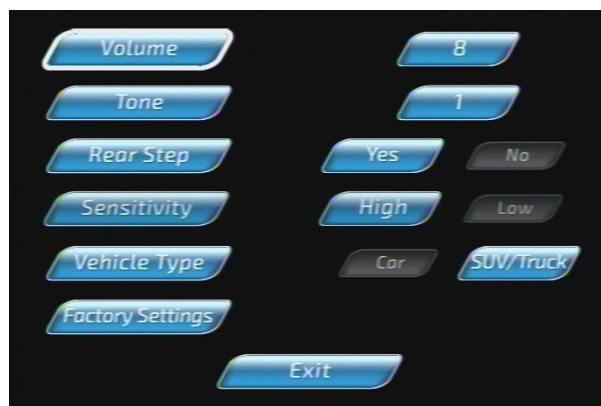 Volume 8
Tone 1
Rear Step Yes No
Sensitivity High Low
Vehicle Type Car SUV/Truck
Factory Settings
Exit